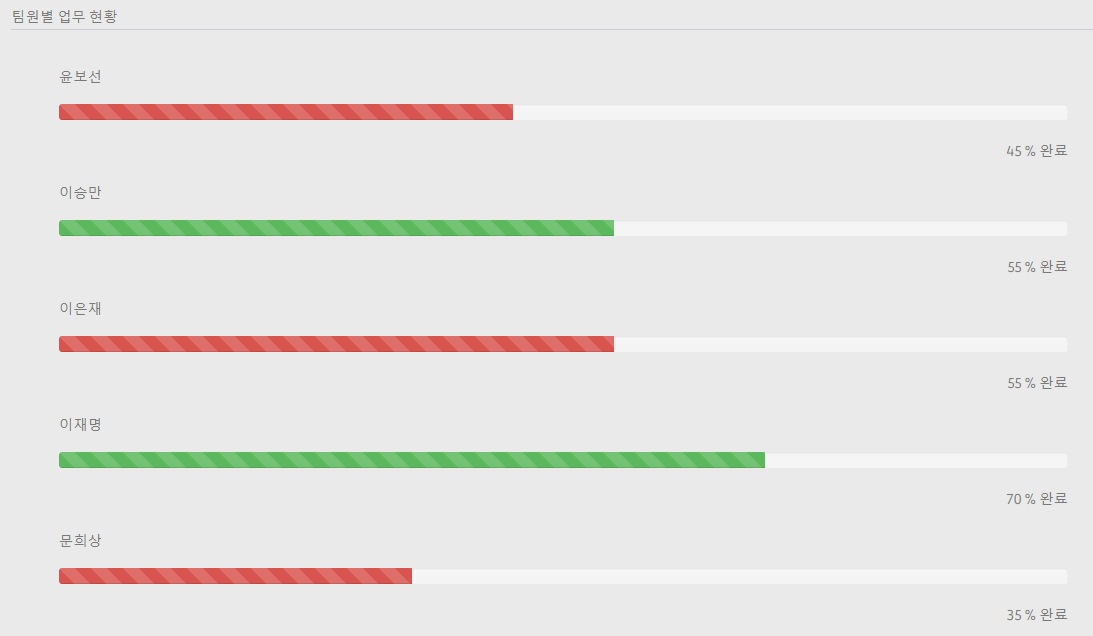 팀원별 업무 현황
윤보선
45 % 완료
이승만
55 % 완료
이은재
55 % 완료
이재명
70 % 완료
문희상
35 % 완료